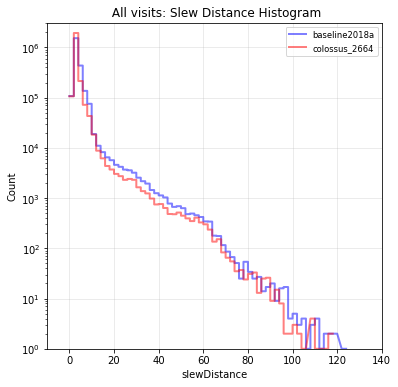 All visits: Slew Distance Histogram
baseline2018a
colossus_2664
Count
10^6
10^5
10^4
10^3
10^2
10^1
10^0
0 20 40 60 80 100 120 140
slewDistance